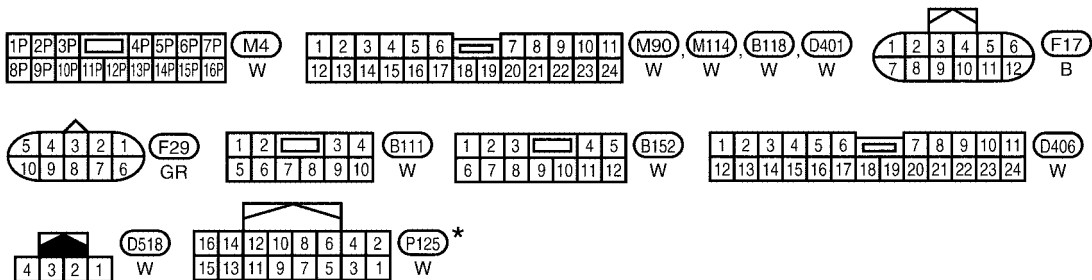 1P 2P 3P 4P 5P 6P 7P M4 1 2 3 4 5 6 7 8 9 10 11 M90 , M114 , B118 , D401 1 2 3 4 5 6 F17
8P 9P 10P 11P 12P 13P 14P 15P 16P W 12 13 14 15 16 17 18 19 20 21 22 23 24 W W W W 7 8 9 10 11 12 B
5 4 3 2 1 F29 1 2 3 4 B111 1 2 3 4 5 B152 1 2 3 4 5 6 7 8 9 10 11 D406
10 9 8 7 6 GR 5 6 7 8 9 10 W 6 7 8 9 10 11 12 W 12 13 14 15 16 17 18 19 20 21 22 23 24 W
D518 16 14 12 10 8 6 4 2 P125 *
4 3 2 1 W 15 13 11 9 7 5 3 1 W